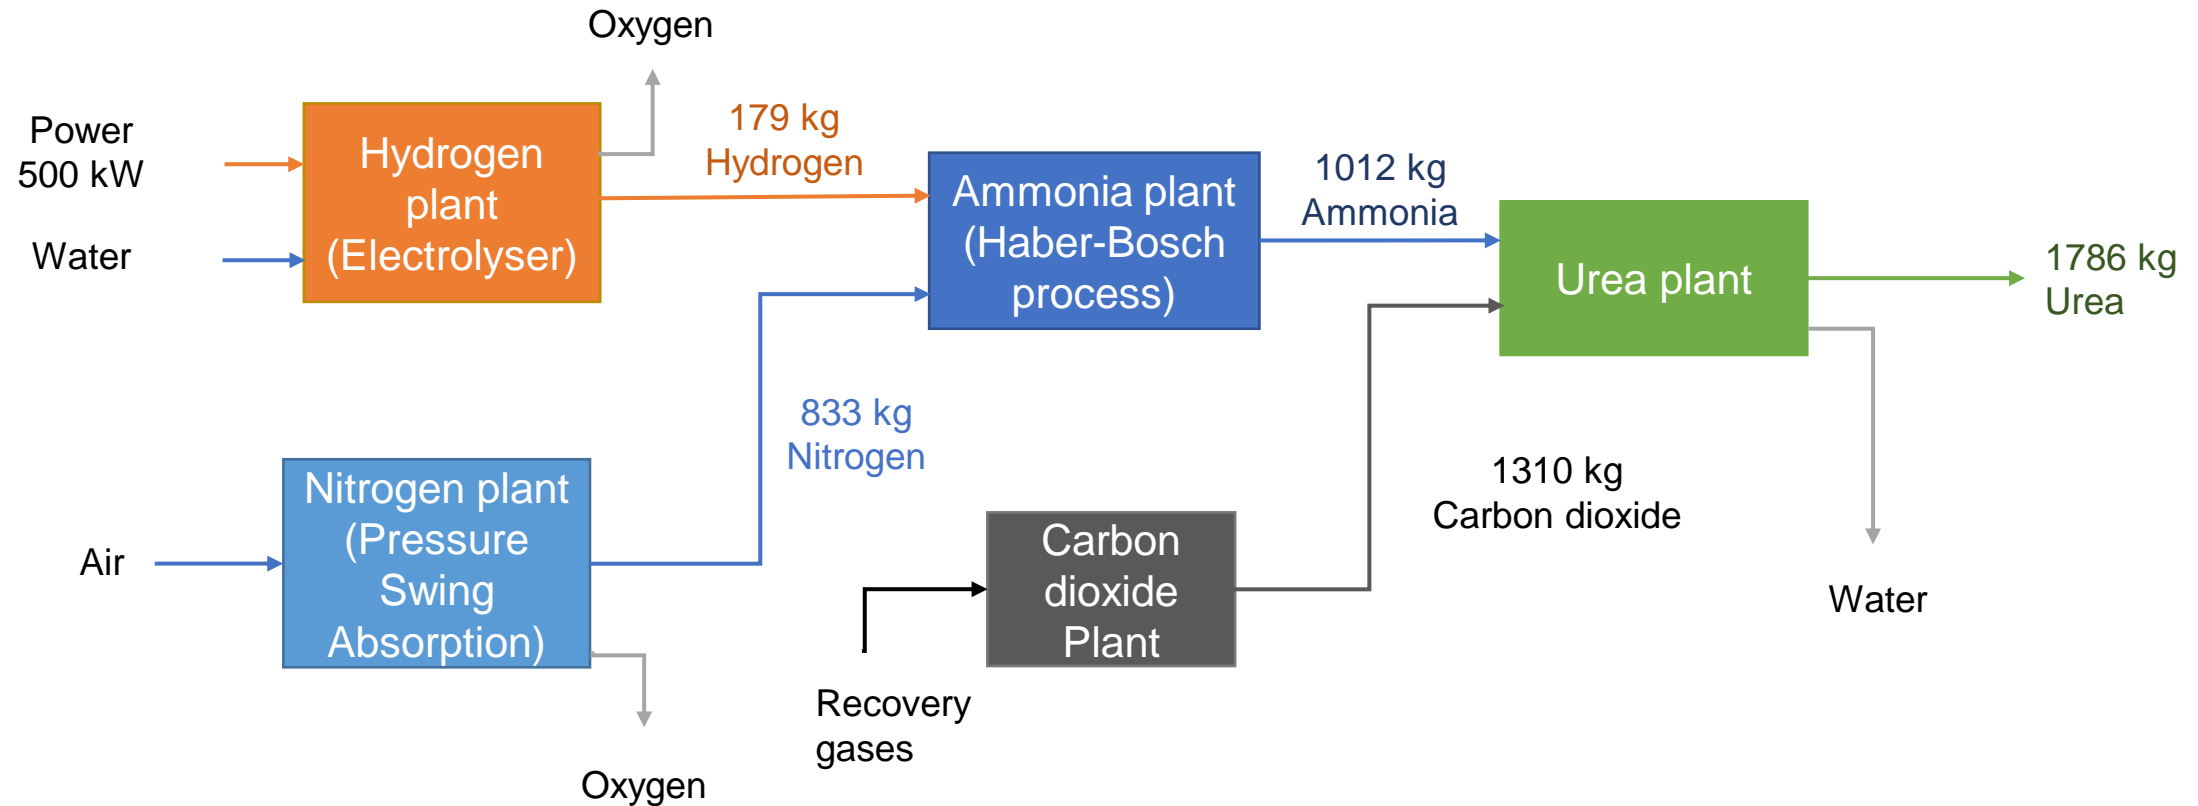 Oxygen
Power
500 kW
Water
Hydrogen
plant
(Electrolyser)
179 kg
Hydrogen
Ammonia plant
(Haber-Bosch
process)
1012 kg
Ammonia
Urea plant
1786 kg
Urea
833 kg
Nitrogen
Air
Nitrogen plant
(Pressure
Swing
Absorption)
Oxygen
Recovery
gases
Carbon
dioxide
Plant
1310 kg
Carbon dioxide
Water